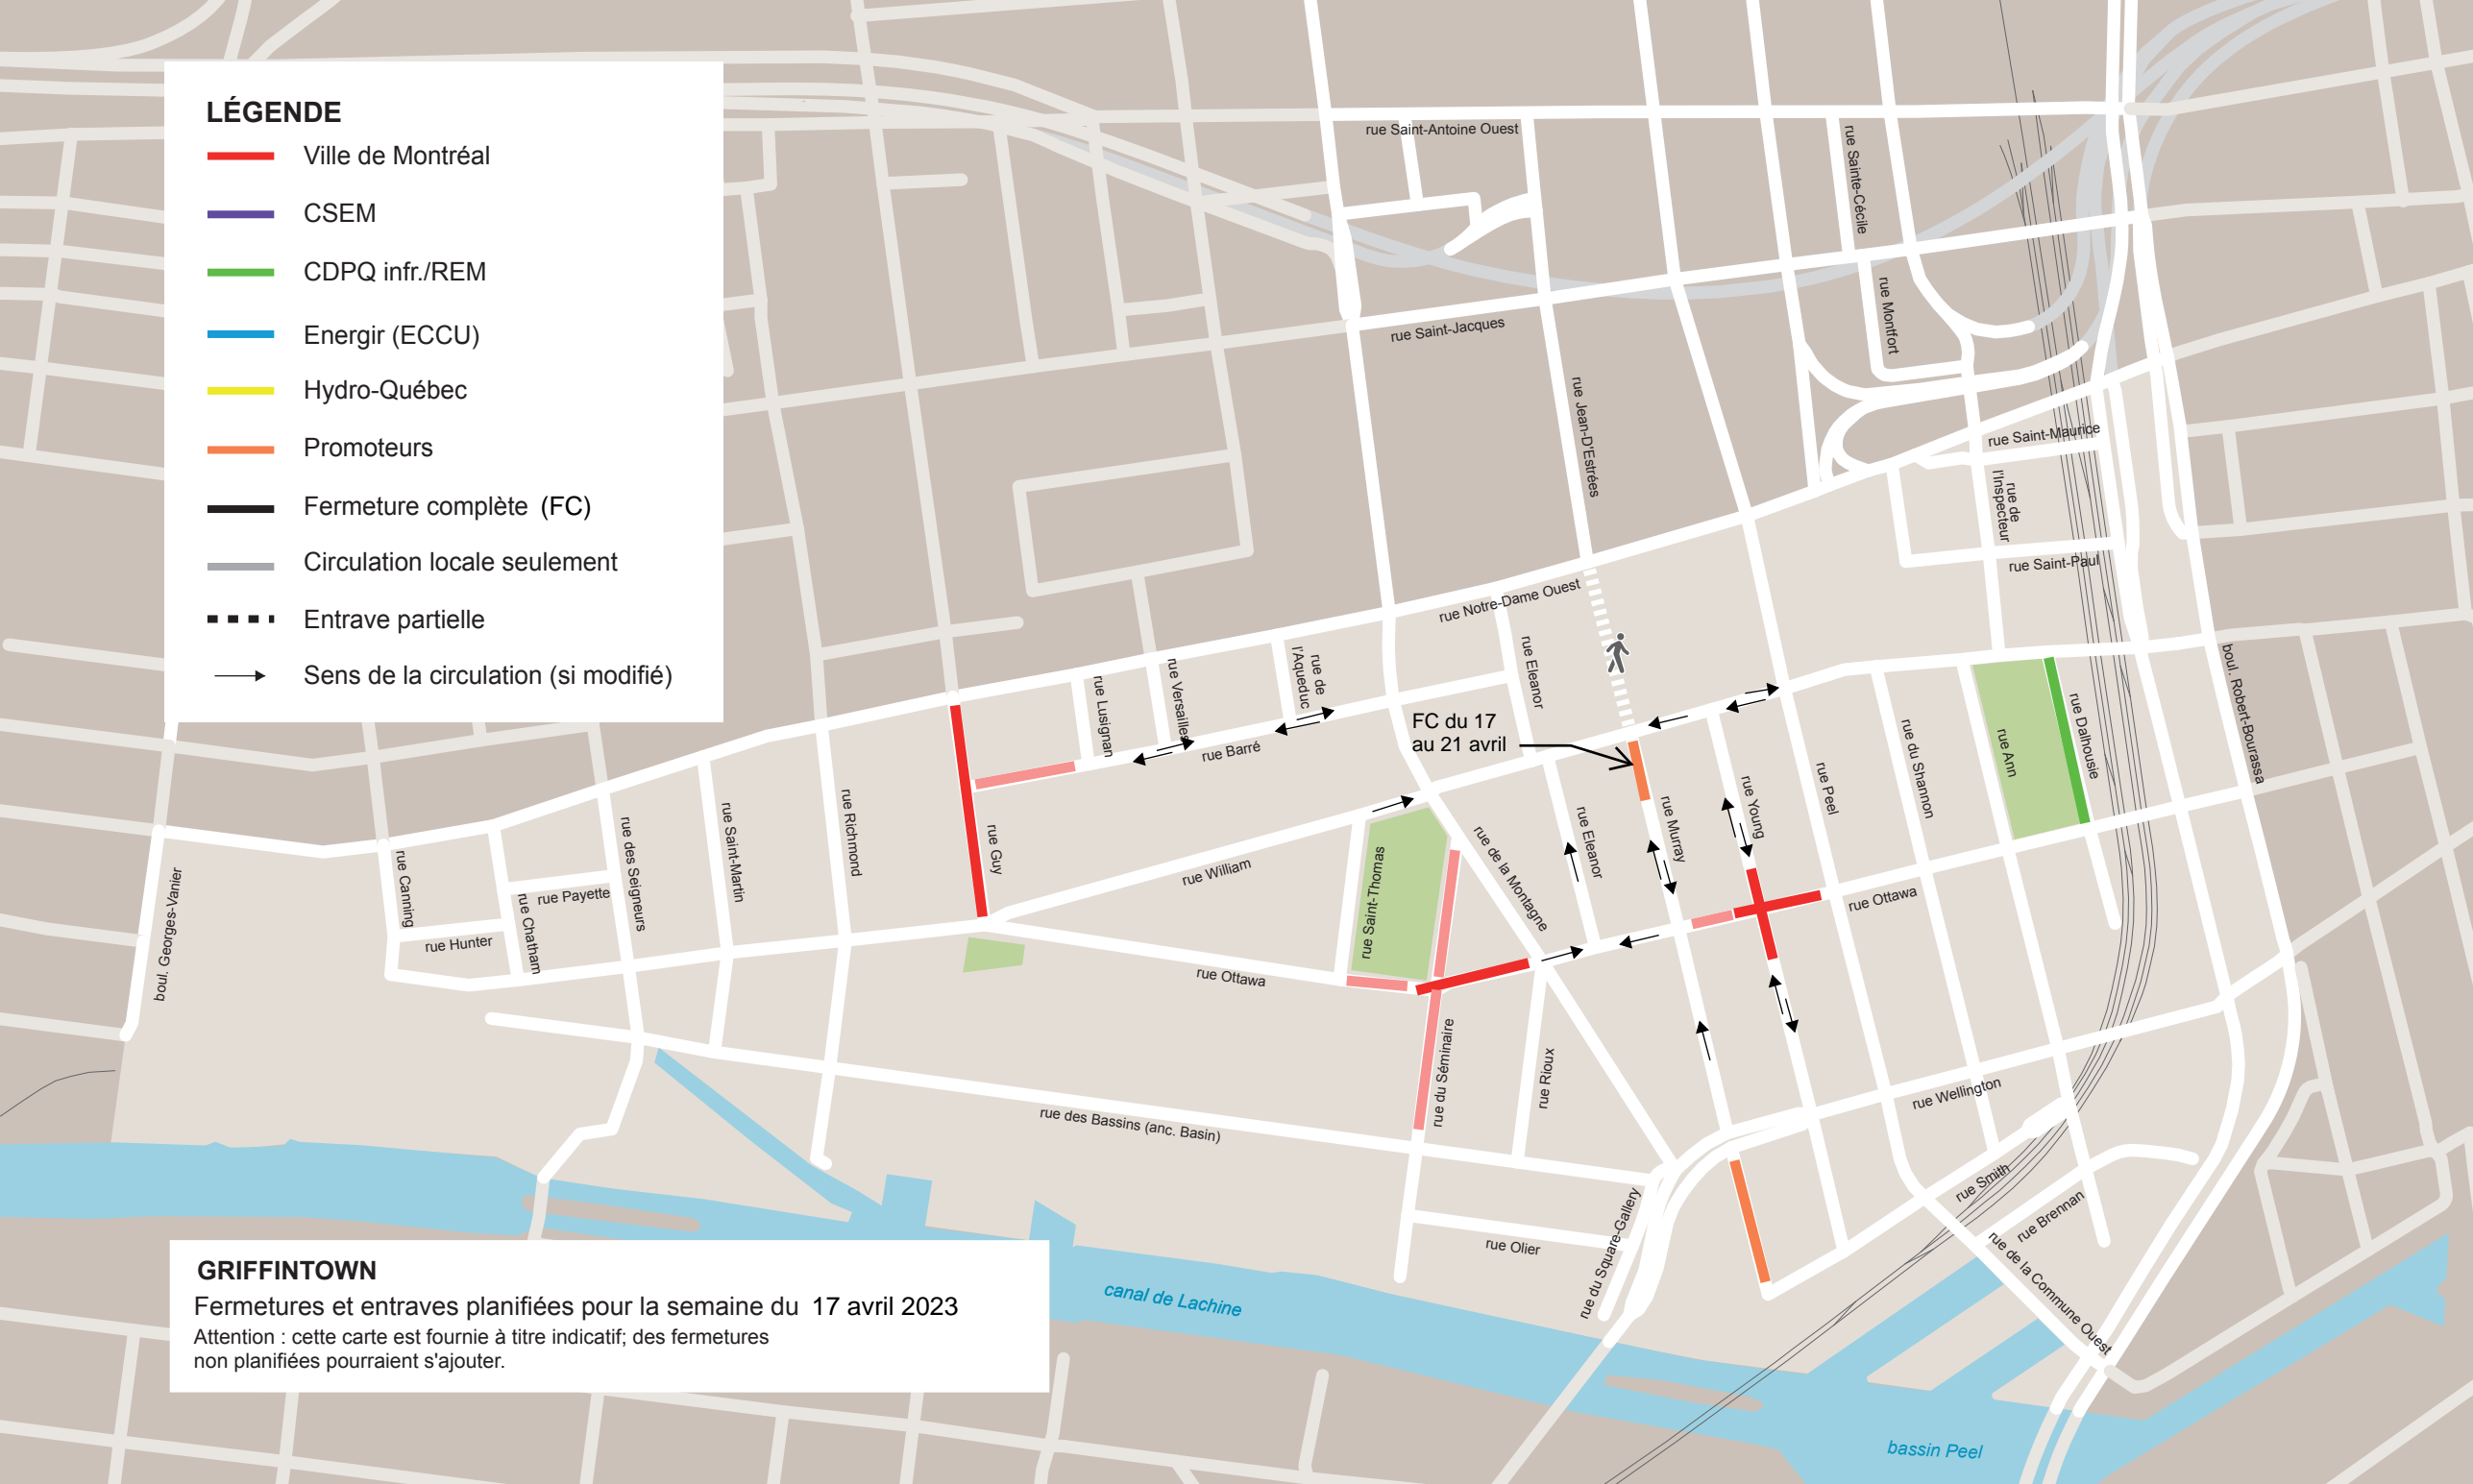 LÉGENDE
Ville de Montréal
CSEM
CDPQ infr./REM
Energir (ECCU)
Hydro-Québec
Promoteurs
Fermeture complète (FC)
Circulation locale seulement
Entrave partielle
Sens de la circulation (si modifié)
rue Saint-Antoine Ouest
rue Sainte-Cécile
rue Montfort
rue Saint-Jacques
rue Jean-D'Estrées
rue Saint-Maurice
rue de
l'Inspecteur
rue Saint-Paul
rue Notre-Dame Ouest
rue Eleanor
rue de
l'Aqueduc
rue Versailles
rue Lusignan
rue Barré
FC du 17
au 21 avril
boul. Robert-Bourassa
rue Dalhousie
rue Ann
rue du Shannon
rue Peel
rue Young
rue Murray
rue Eleanor
rue de la Montagne
rue Saint-Thomas
rue William
rue Guy
rue Richmond
rue Saint-Martin
rue des Seigneurs
rue Payette
rue Chatham
rue Canning
rue Hunter
boul. Georges-Vanier
rue Ottawa
rue Ottawa
rue du Séminaire
rue Rioux
rue des Bassins (anc. Basin)
rue Wellington
rue Smith
rue Brennan
rue de la Commune Ouest
rue du Square-Gallery
rue Olier
canal de Lachine
bassin Peel
GRIFFINTOWN
Fermetures et entraves planifiées pour la semaine du 17 avril 2023
Attention : cette carte est fournie à titre indicatif; des fermetures
non planifiées pourraient s'ajouter.